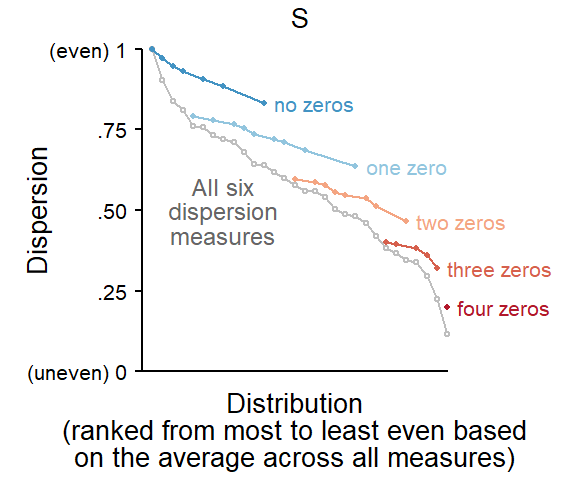 S
(even) 1
no zeros
.75
one zero
All six
dispersion
measures
Dispersion
.50
two zeros
.25
three zeros
four zeros
(uneven) 0
Distribution
(ranked from most to least even based
on the average across all measures)